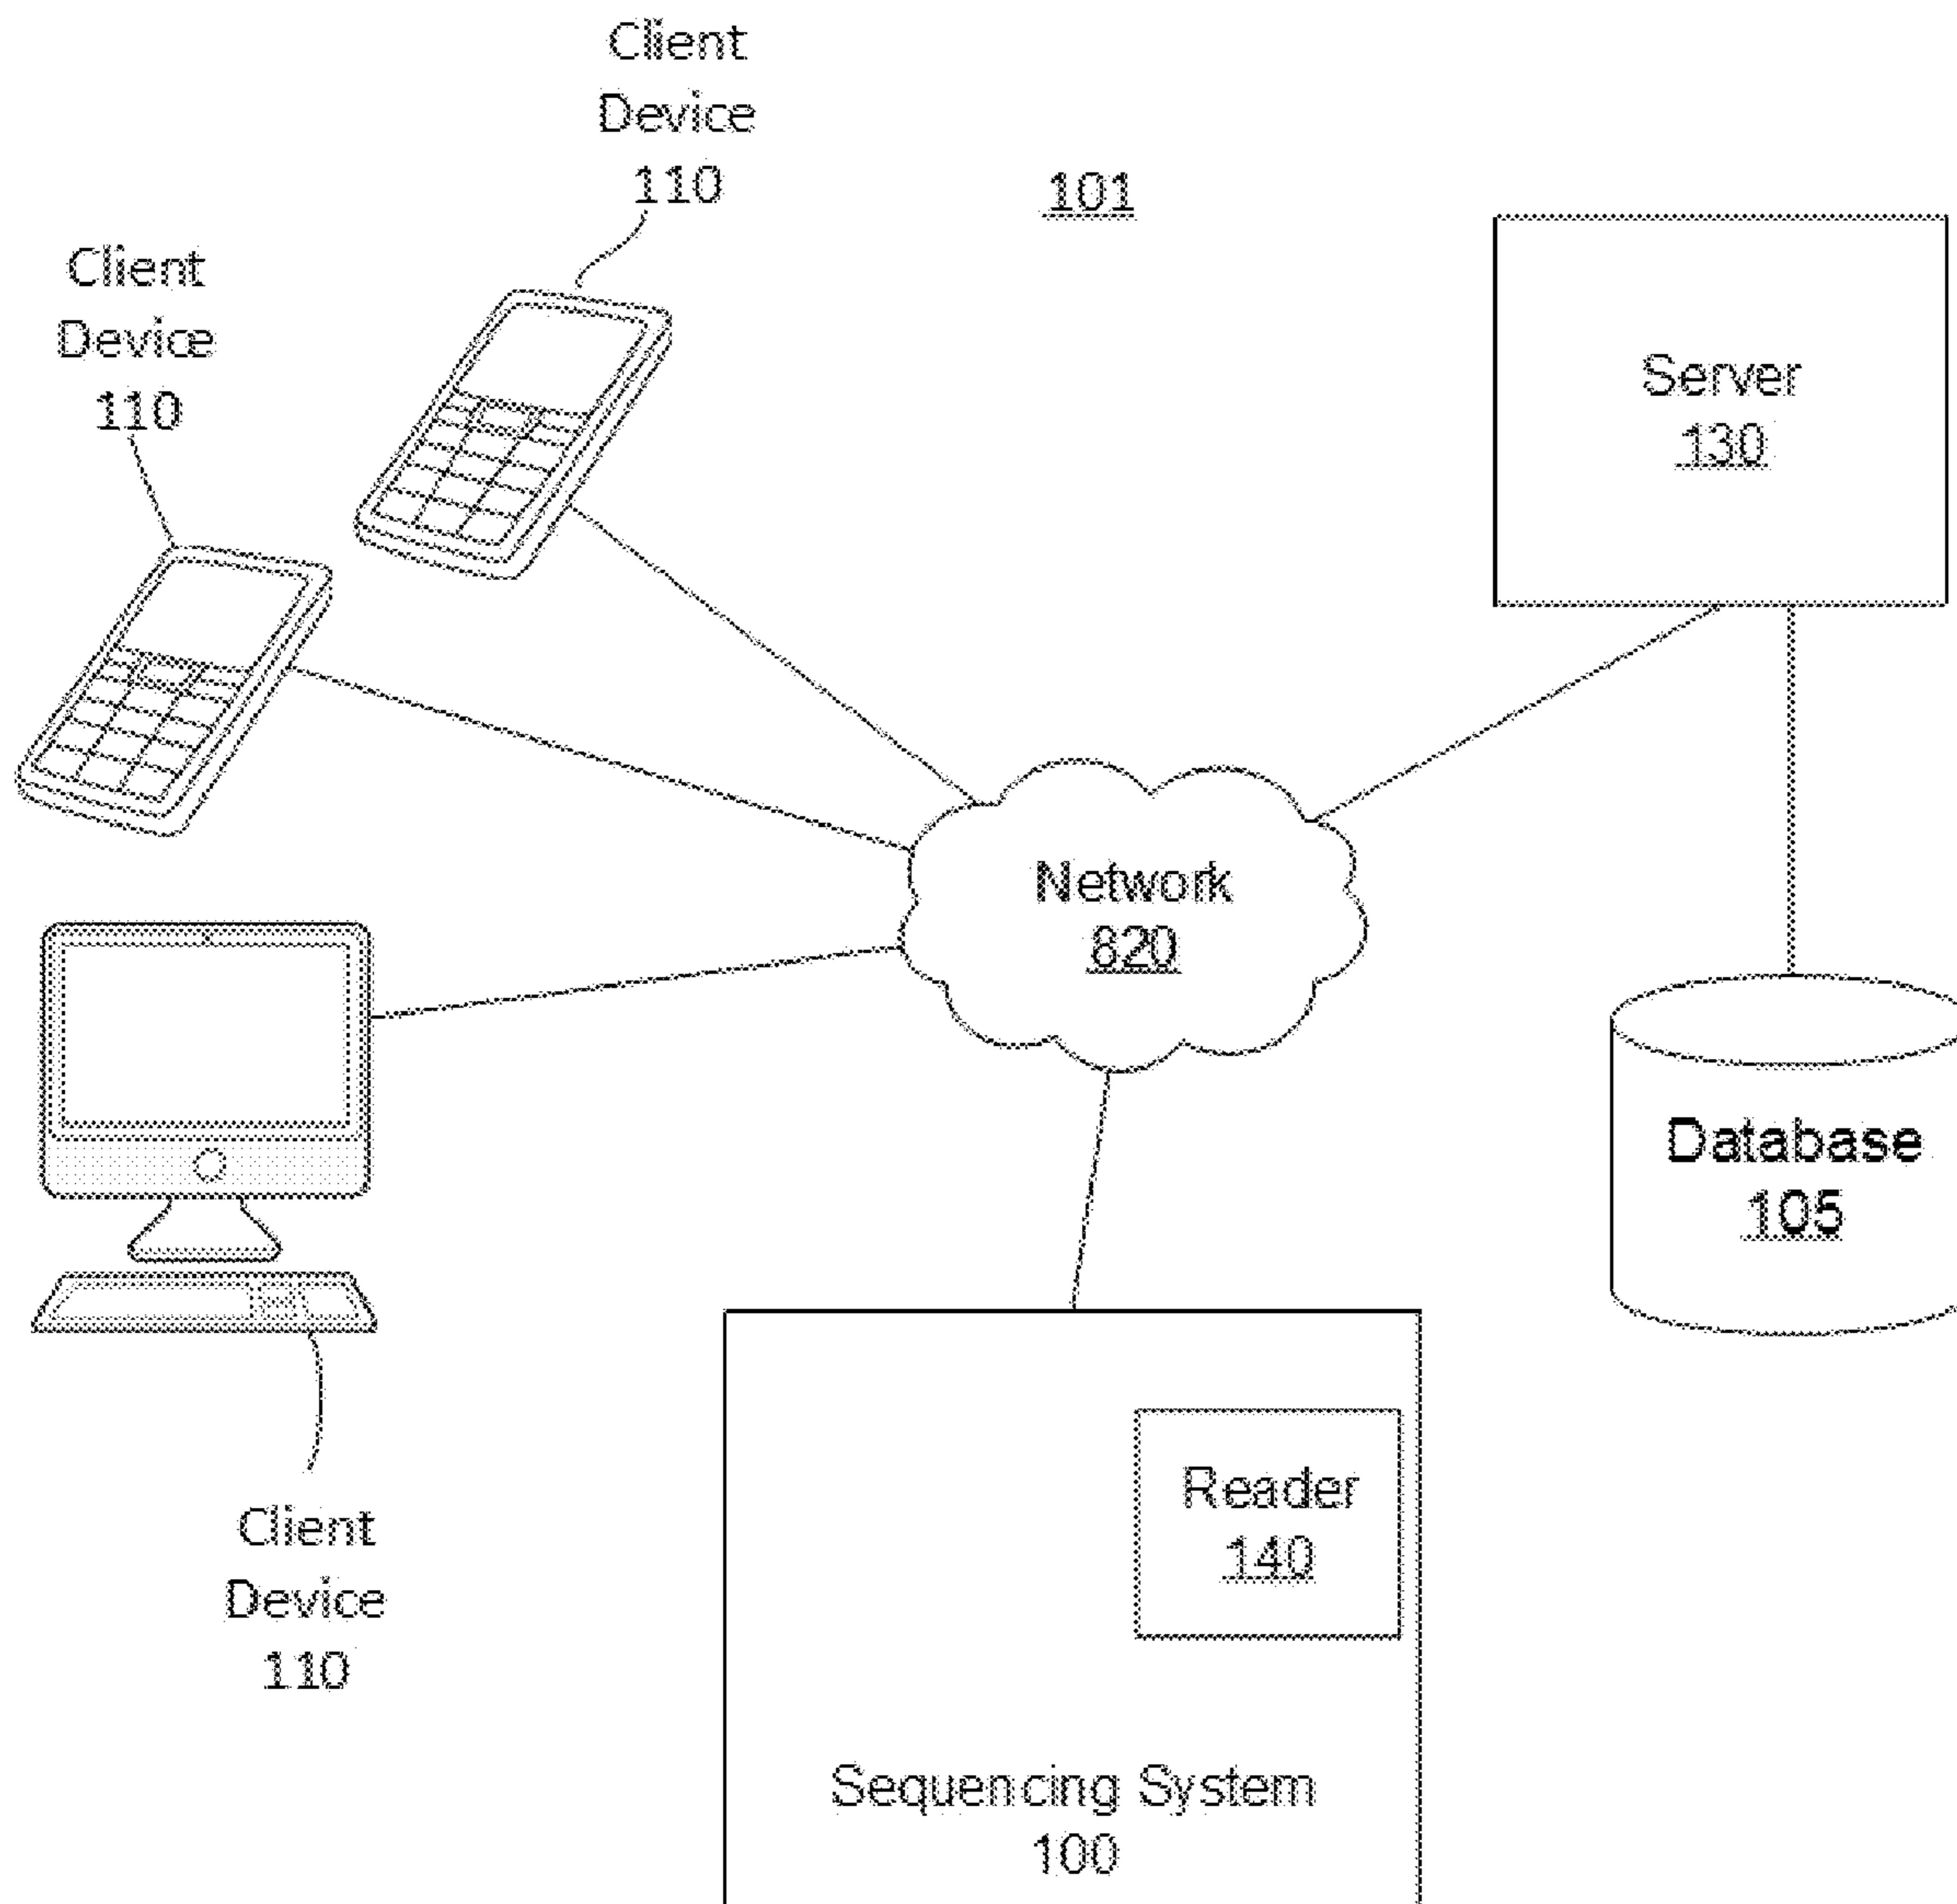 Client
Device
110
101
Client
Device
110
Server
130
Network
820
Database
105
Reader
140
Client
Device
110
Sequencing System
100